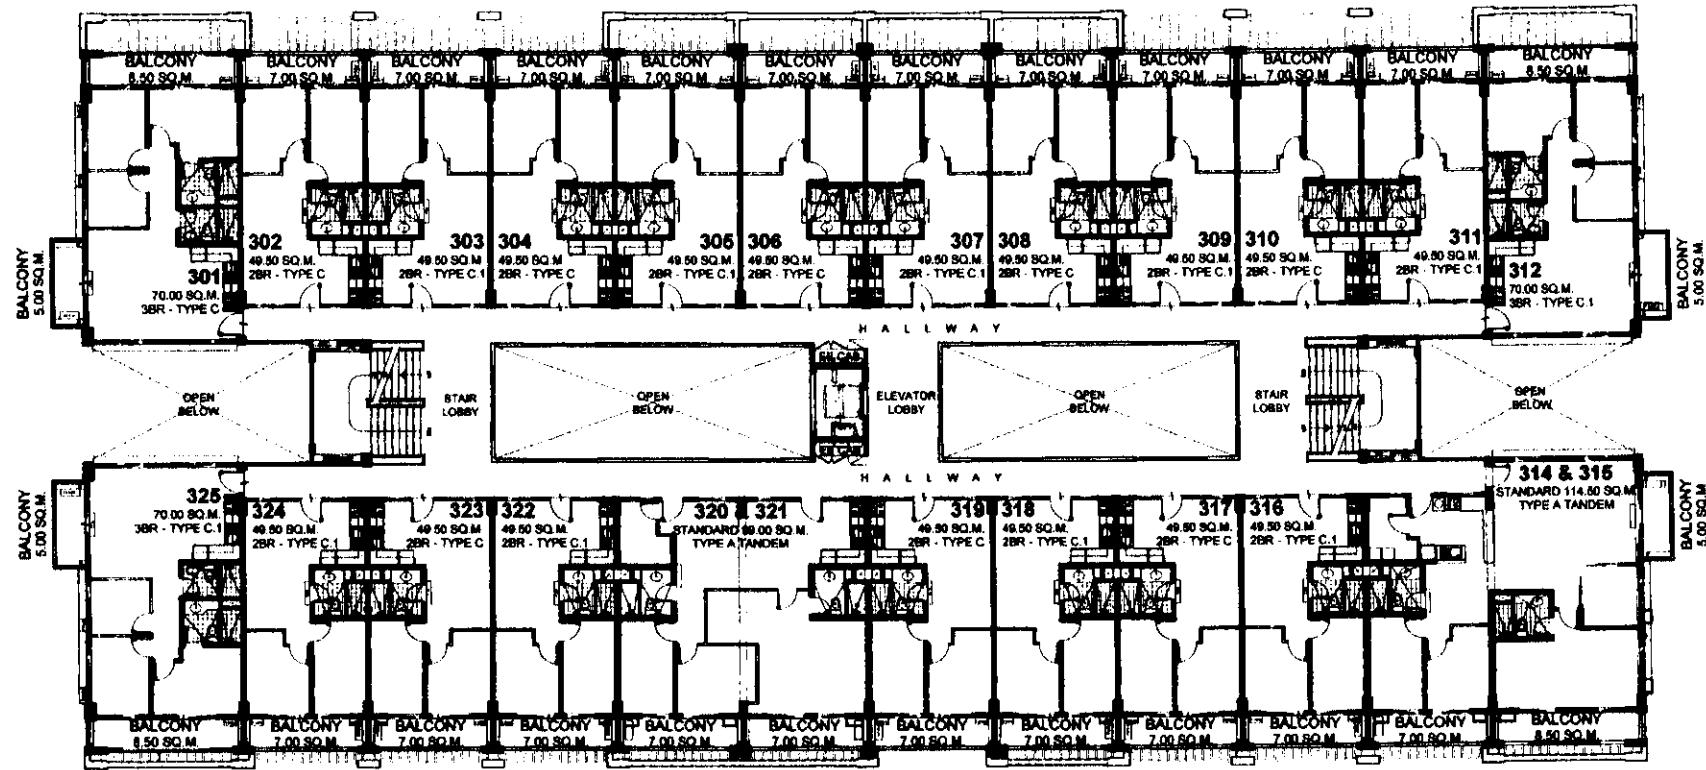 BALCONY
8.50 SQ.M
BALCONY
7.00 SQ.M
BALCONY
7.00 SQ.M
BALCONY
7.00 SQ.M
BALCONY
7.00 SQ.M
BALCONY
7.00 SQ.M
BALCONY
7.00 SQ.M
BALCONY
7.00 SQ.M
BALCONY
7.00 SQ.M
BALCONY
7.00 SQ.M
BALCONY
7.00 SQ.M
BALCONY
8.50 SQ.M
BALCONY
5.00 SQ.M.
301
70.00 SQ.M.
3BR - TYPE C
302
49.50 SQ.M.
2BR - TYPE C
303
49.50 SQ.M
2BR - TYPE C.1
304
49.50 SQ.M
2BR - TYPE C
305
49.50 SQ.M.
2BR - TYPE C.1
306
49.50 SQ.M.
2BR - TYPE C
307
49.50 SQ.M.
2BR - TYPE C.1
308
49.50 SQ.M.
2BR - TYPE C
309
49.50 SQ.M.
2BR - TYPE C.1
310
49.50 SQ.M.
2BR - TYPE C
311
49.50 SQ.M.
2BR - TYPE C.1
312
70.00 SQ.M.
3BR - TYPE C.1
BALCONY
5.00 SQ.M.
HALLWAY
OPEN
BELOW
STAIR
LOBBY
OPEN
BELOW
EE CAB
ELEVATOR
LOBBY
OPEN
BELOW
STAIR
LOBBY
OPEN
BELOW
EE CAB
HALLWAY
BALCONY
5.00 SQ.M.
325
70.00 SQ.M.
3BR - TYPE C.1
324
49.50 SQ.M.
2BR - TYPE C.1
323
49.50 SQ.M
2BR - TYPE C
322
49.50 SQ.M.
2BR - TYPE C.1
320 & 321
STANDARD 99.00 SQ.M.
TYPE A TANDEM
319
49.50 SQ.M.
2BR - TYPE C
318
49.50 SQ.M.
2BR - TYPE C.1
317
49.50 SQ.M.
2BR - TYPE C
316
49.50 SQ.M.
2BR - TYPE C.1
314 & 315
STANDARD 114.50 SQ.M.
TYPE A TANDEM
BALCONY
5.00 SQ.M.
BALCONY
8.50 SQ.M
BALCONY
7.00 SQ.M.
BALCONY
7.00 SQ.M
BALCONY
7.00 SQ.M
BALCONY
7.00 SQ.M
BALCONY
7.00 SQ.M.
BALCONY
7.00 SQ.M
BALCONY
7.00 SQ.M
BALCONY
7.00 SQ.M
BALCONY
7.00 SQ.M
BALCONY
7.00 SQ.M
BALCONY
8.50 SQ.M